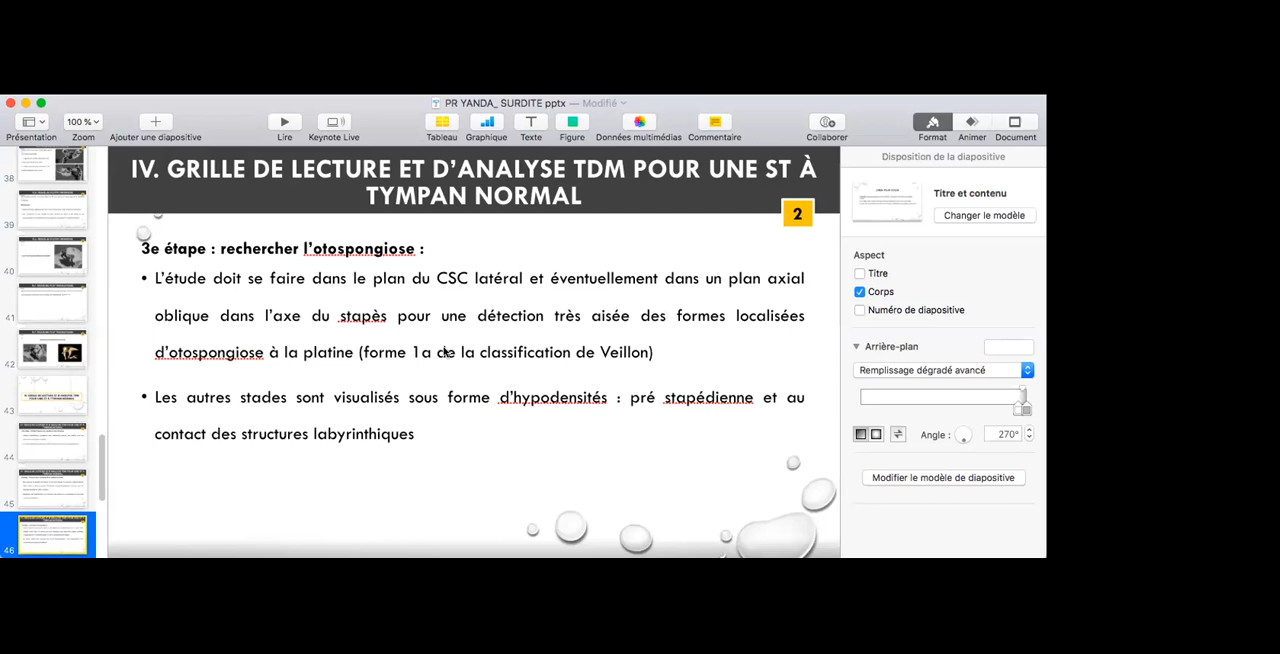 PR YANDA_ SURDITE pptx — Modifié
100 %
Présentation
Zoom
Ajouter une diapositive
Lire
Keynote Live
Tableau
Graphique
Texte
Figure
Données multimédias
Commentaire
Collaborer
Format
Animer
Document
38
39
40
41
42
43
44
45
46
IV. GRILLE DE LECTURE ET D’ANALYSE TDM POUR UNE ST À
TYMPAN NORMAL
2
3e étape : rechercher l’otospongiose :
• L’étude doit se faire dans le plan du CSC latéral et éventuellement dans un plan axial
oblique dans l’axe du stapès pour une détection très aisée des formes localisées
d’otospongiose à la platine (forme 1a de la classification de Veillon)
• Les autres stades sont visualisés sous forme d’hypodensités : pré stapédienne et au
contact des structures labyrinthiques
Disposition de la diapositive
Titre et contenu
Changer le modèle
Aspect
Titre
Corps
Numéro de diapositive
Arrière-plan
Remplissage dégradé avancé
Angle :
270°
Modifier le modèle de diapositive